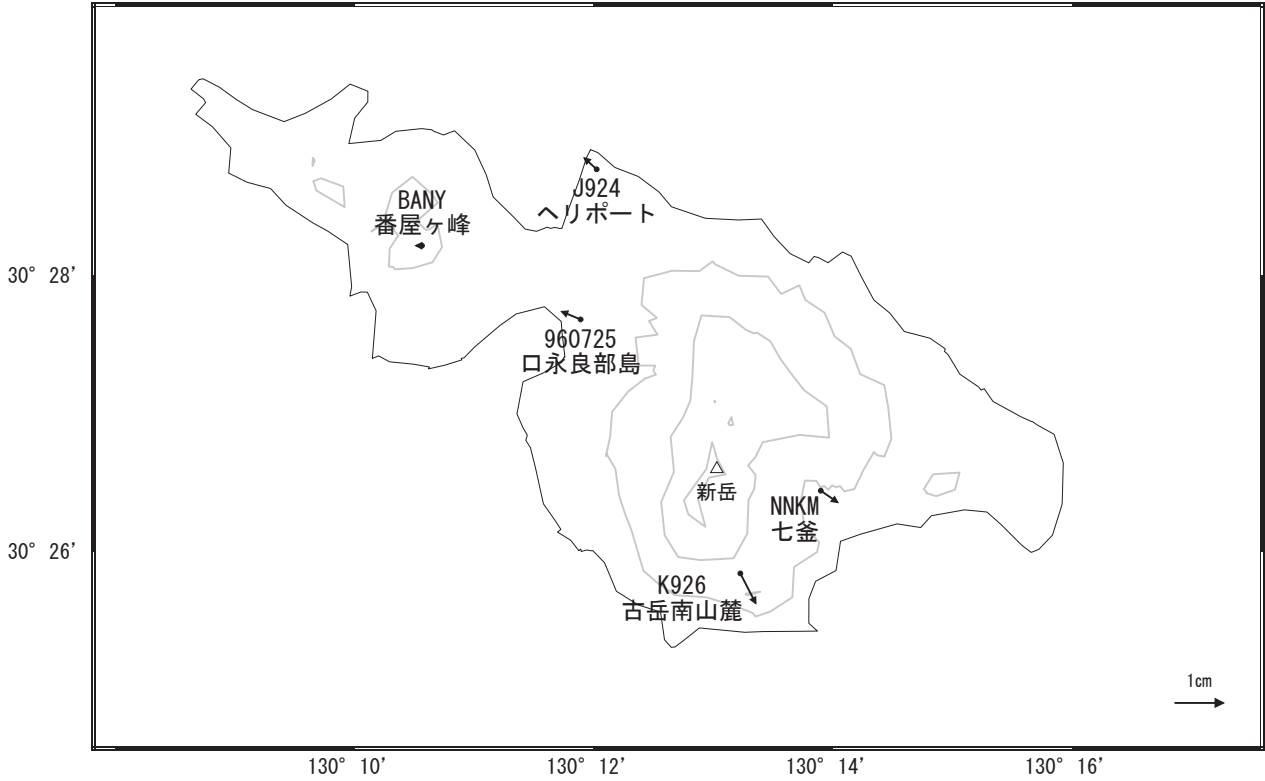 BANY
番屋ヶ峰
J924
ヘリポート
30° 28'
960725
口永良部島
新岳
NNKM
七釜
30° 26'
K926
古岳南山麓
1cm
130° 10'
130° 12'
130° 14'
130° 16'